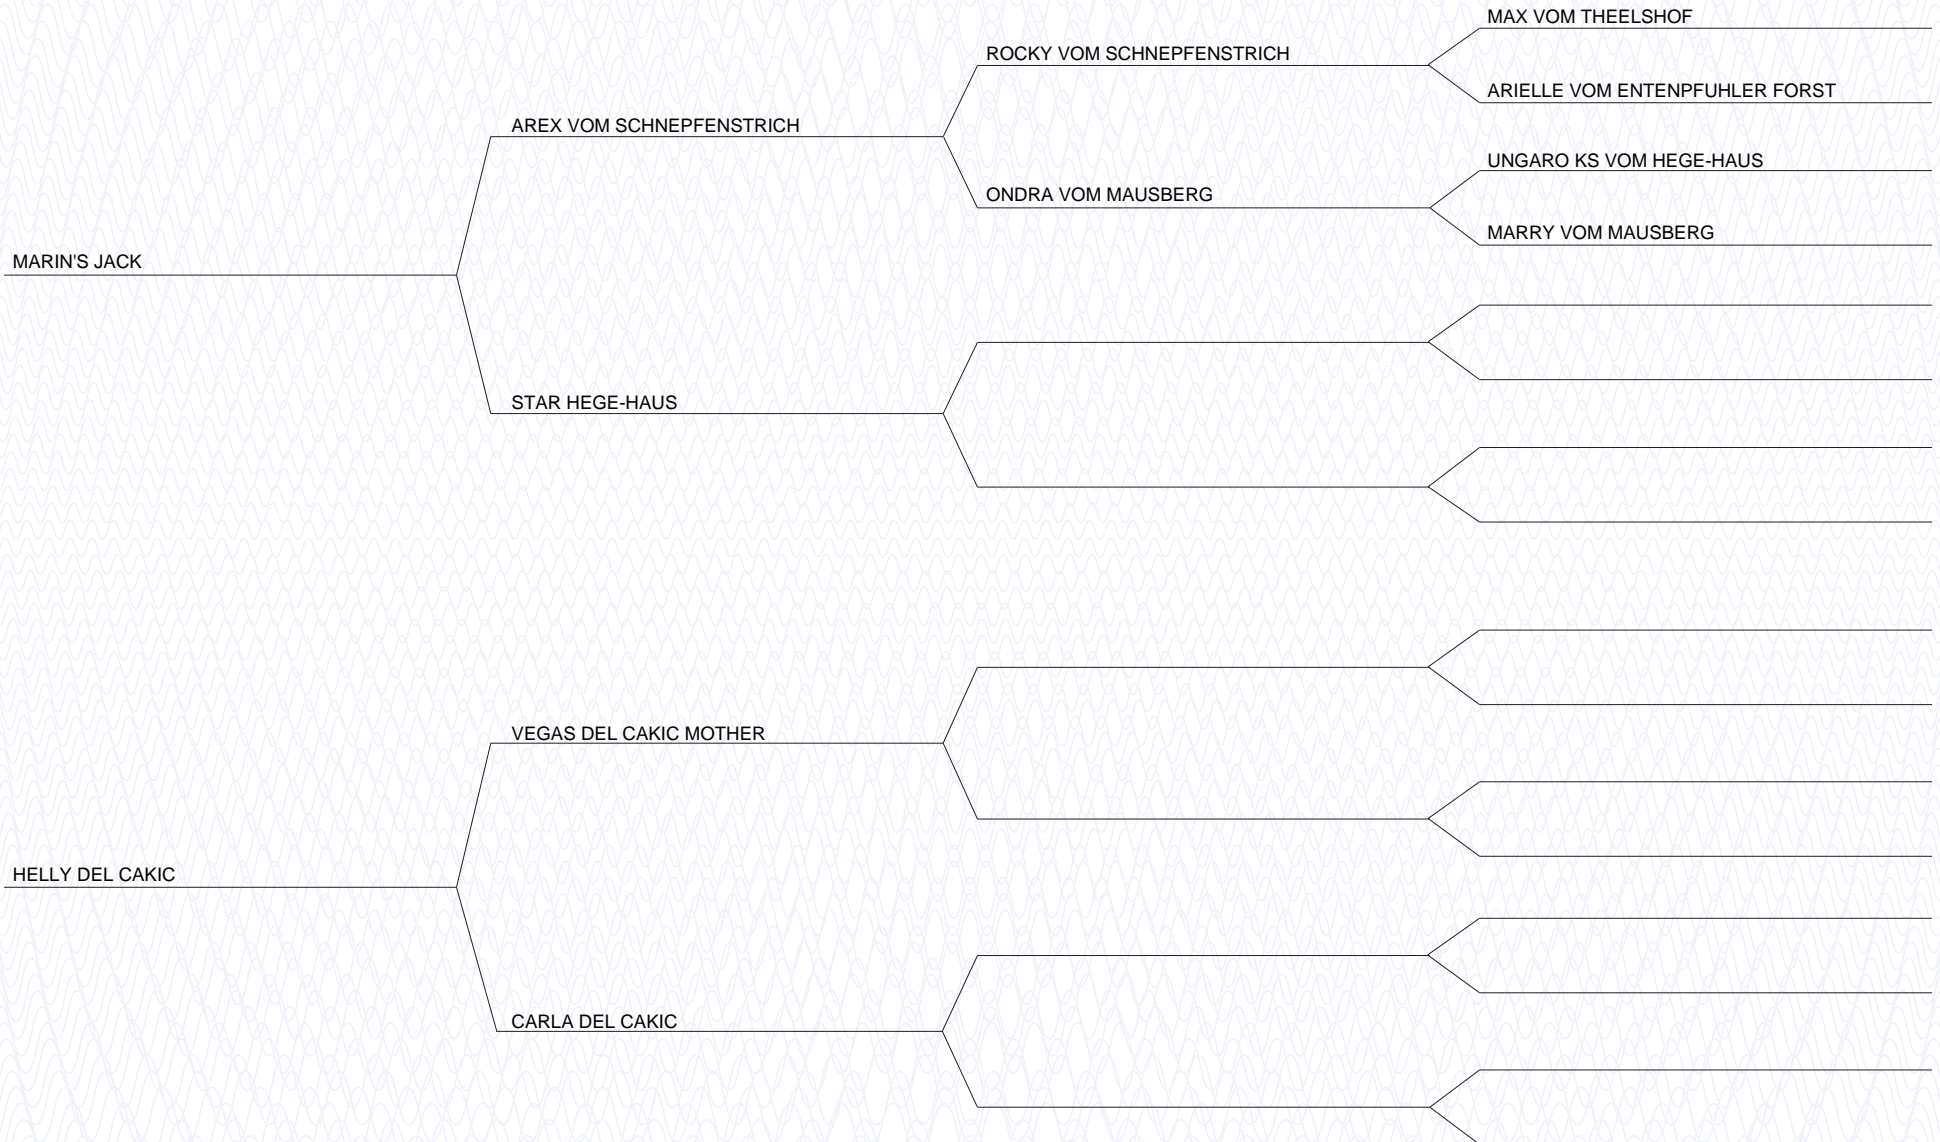 MAX VOM THEELSHOF
ROCKY VOM SCHNEPFENSTRICH
ARIELLE VOM ENTENPFUHLER FORST
AREX VOM SCHNEPFENSTRICH
UNGARO KS VOM HEGE-HAUS
ONDRA VOM MAUSBERG
MARRY VOM MAUSBERG
MARIN'S JACK
STAR HEGE-HAUS
VEGAS DEL CAKIC MOTHER
HELLY DEL CAKIC
CARLA DEL CAKIC